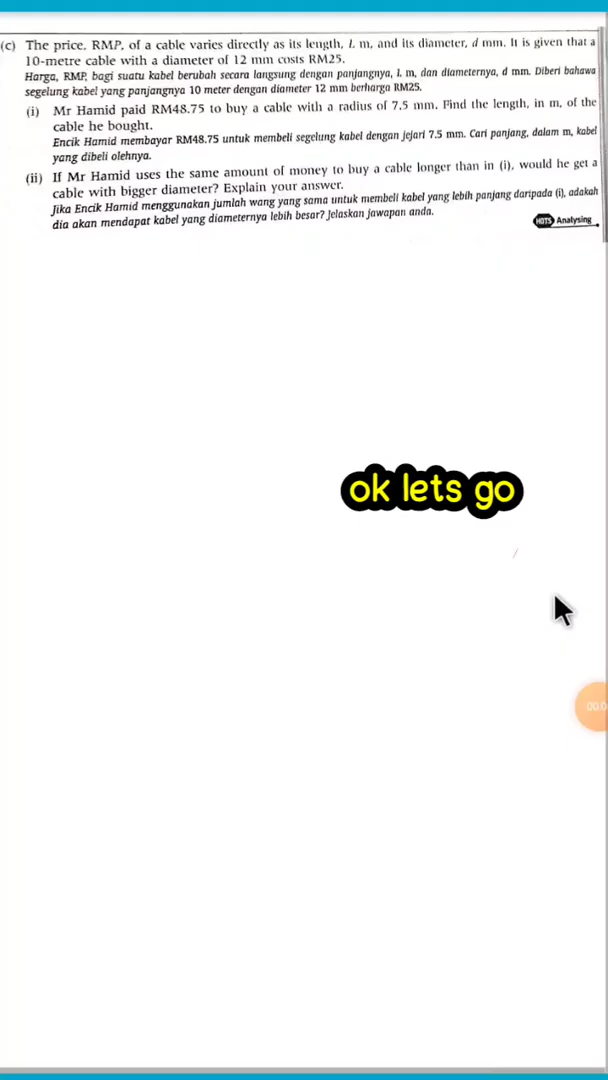 (c) The price, RMP, of a cable varies directly as its length, l m, and its diameter, d mm. It is given that a
10-metre cable with a diameter of 12 mm costs RM25.
Harga, RMP, bagi suatu kabel berubah secara langsung dengan panjangnya, l m, dan diameternya, d mm. Diberi bahawa
segelung kabel yang panjangnya 10 meter dengan diameter 12 mm berharga RM25.
(i) Mr Hamid paid RM48.75 to buy a cable with a radius of 7.5 mm. Find the length, in m, of the
cable he bought.
Encik Hamid membayar RM48.75 untuk membeli segelung kabel dengan jejari 7.5 mm. Cari panjang, dalam m, kabel
yang dibeli olehnya.
(ii) If Mr Hamid uses the same amount of money to buy a cable longer than in (i), would he get a
cable with bigger diameter? Explain your answer.
Jika Encik Hamid menggunakan jumlah wang yang sama untuk membeli kabel yang lebih panjang daripada (i), adakah
dia akan mendapat kabel yang diameternya lebih besar? Jelaskan jawapan anda.
HOTS Analysing
ok lets go